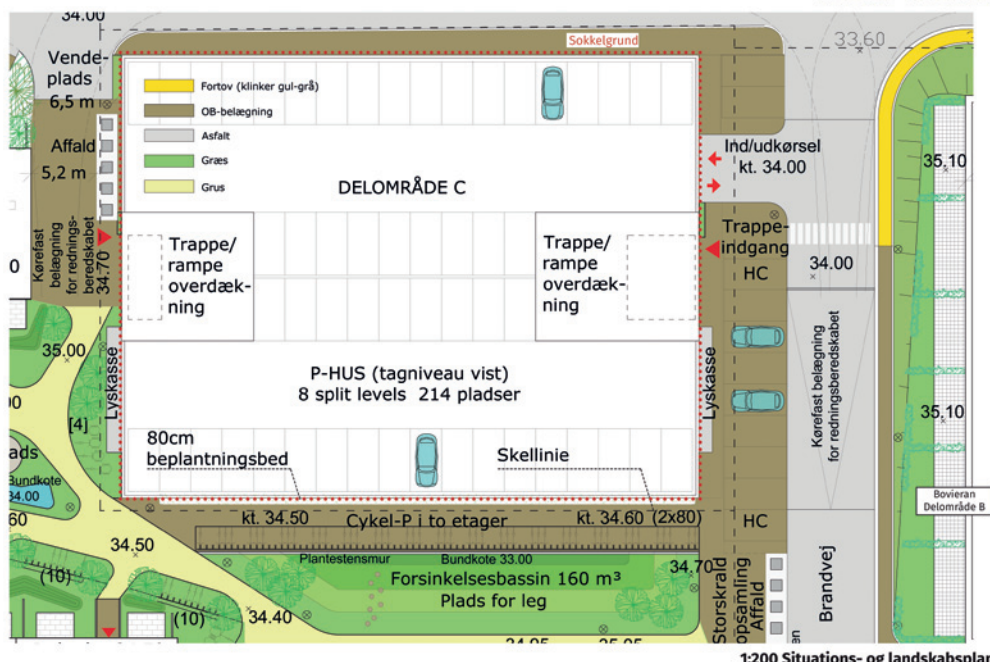 34.00
Sokkelgrund
33.60
Vende-
plads
6,5 m
Fortov (klinker gul-grå)
OB-belægning
Asfalt
Græs
Grus
Affald
5,2 m
Ind/udkørsel
kt. 34.00
35.10
DELOMRÅDE C
Kørefast
belægning
for rednings-
beredskabet
34.70
Trappe/
rampe
overdæk-
ning
Trappe/
rampe
overdæk-
ning
Trappe-
indgang
HC
34.00
35.00
Lyskasse
P-HUS (tagniveau vist)
8 split levels 214 pladser
Lyskasse
Kørefast belægning
for redningsberedskabet
35.10
[4]
80cm
beplantningsbed
Skellinie
ads
Bundkote
34.00
Bovieran
Delområde B
kt. 34.50
Cykel-P i to etager
kt. 34.60 (2x80)
HC
34.50
Plantestensmur
Bundkote 33.00
34.70
Forsinkelsesbassin 160 m³
Plads for leg
(10)
(10)
34.40
Storskrald
opsamling
Affald
Brandvej
1:200 Situations- og landskabsplan